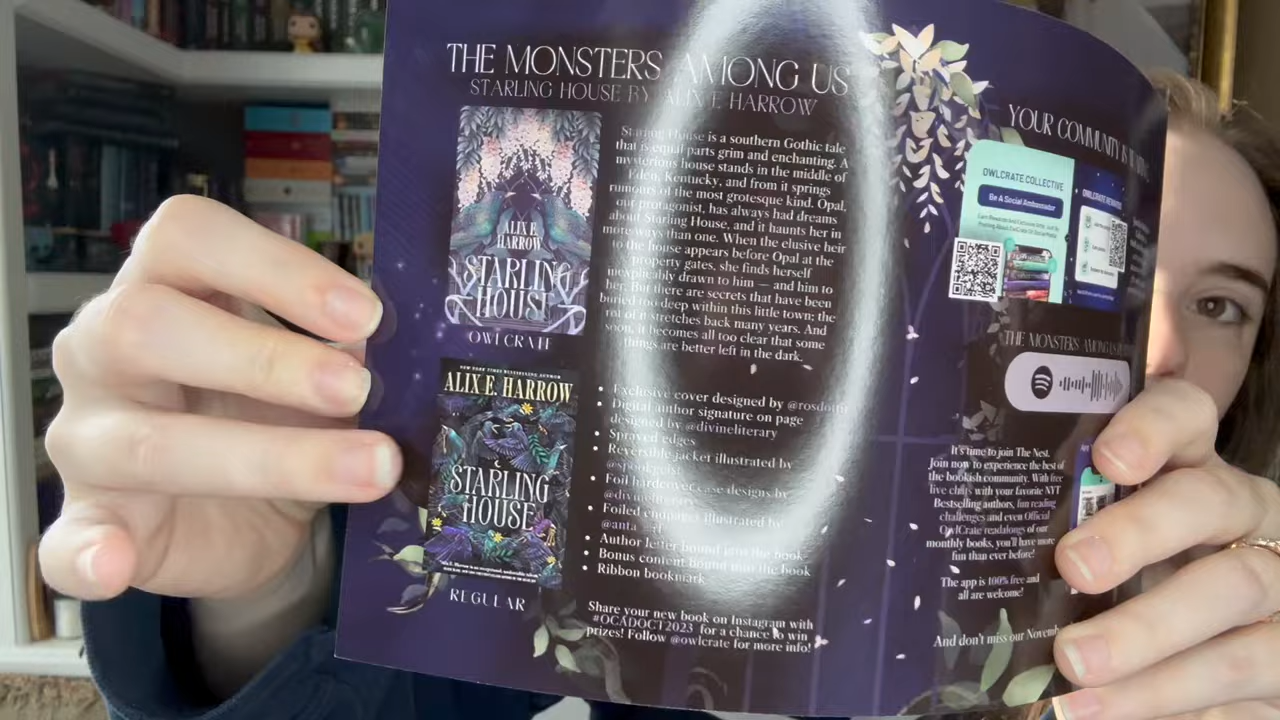 THE MONSTERS AMONG US
STARLING HOUSE BY ALIX E. HARROW
ALIX E.
HARROW
STARLING
HOUSE
OWLCRATE
Starling House is a southern Gothic tale
that is equal parts grim and enchanting. A
mysterious house stands in the middle of
Eden, Kentucky, and from it springs
rumours of the most grotesque kind. Opal,
our protagonist, has always had dreams
about Starling House, and it haunts her in
more ways than one. When the elusive heir
to the house appears before Opal at the
property gates, she finds herself
inexplicably drawn to him — and him to
her. But there are secrets that have been
buried too deep within this little town; the
rot of it stretches back many years. And
soon, it becomes all too clear that some
things are better left in the dark.
NEW YORK TIMES BESTSELLING AUTHOR
ALIX E. HARROW
STARLING
HOUSE
REGULAR
• Exclusive cover designed by
• Digital author signature on page
designed by @divineliterary
• Sprayed edges
• Reversible jacket illustrated by
• Foil hardcover case designs by
• Foiled endpages illustrated by
• Author letter bound into the book
• Bonus content bound into the book
• Ribbon bookmark
Share your new book on Instagram with
#OCADOCT2023 for a chance to win
prizes! Follow @owlcrate for more info!
YOUR COMMUNITY IS
OWLCRATE COLLECTIVE
Be A Social Ambassador
OWLCRATE REWARDS
THE MONSTERS AMONG
It's time to join The Nest.
Join now to experience the best of
the bookish community. With free
live chats with your favorite NYT
Bestselling authors, fun reading
challenges and even Official
OwlCrate readalongs of our
monthly books, you'll have more
fun than ever before!
The app is 100% free and
all are welcome!
And don't miss our Novemb